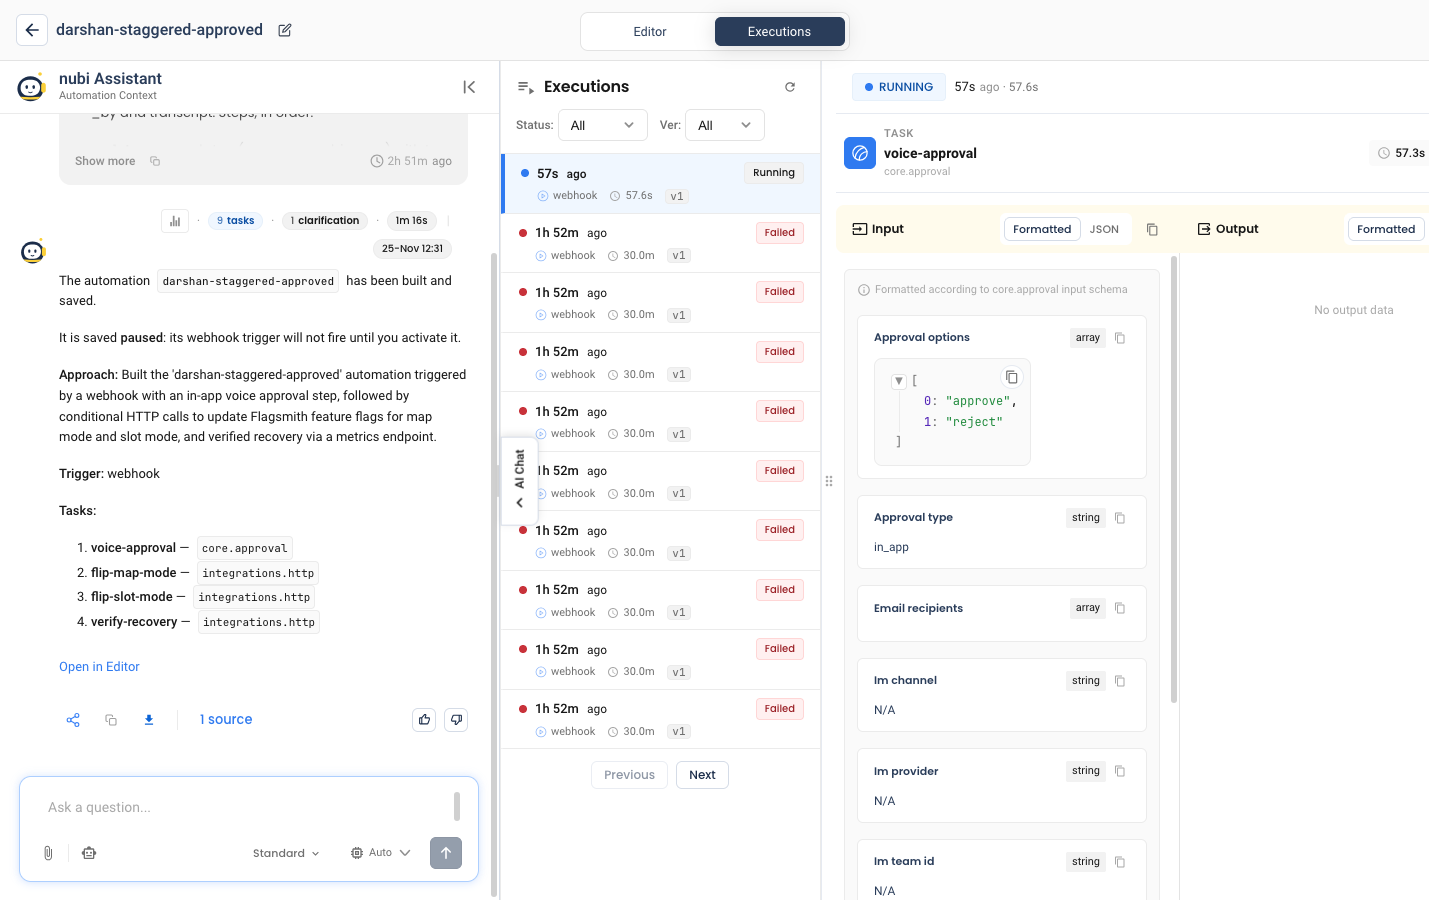 darshan-staggered-approved
Editor
Executions
nubi Assistant
Automation Context
_by and transcript. steps, in order.
Show more
2h 51m ago
9 tasks · 1 clarification · 1m 16s
25-Nov 12:31
The automation darshan-staggered-approved has been built and
saved.
It is saved paused: its webhook trigger will not fire until you activate it.
Approach: Built the 'darshan-staggered-approved' automation triggered
by a webhook with an in-app voice approval step, followed by
conditional HTTP calls to update Flagsmith feature flags for map
mode and slot mode, and verified recovery via a metrics endpoint.
Trigger: webhook
Tasks:
1. voice-approval — core.approval
2. flip-map-mode — integrations.http
3. flip-slot-mode — integrations.http
4. verify-recovery — integrations.http
Open in Editor
1 source
Ask a question...
Standard
Auto
Executions
Status: All Ver: All
57s ago Running
webhook 57.6s v1
1h 52m ago Failed
webhook 30.0m v1
1h 52m ago Failed
webhook 30.0m v1
1h 52m ago Failed
webhook 30.0m v1
1h 52m ago Failed
webhook 30.0m v1
1h 52m ago Failed
webhook 30.0m v1
1h 52m ago Failed
webhook 30.0m v1
1h 52m ago Failed
webhook 30.0m v1
1h 52m ago Failed
webhook 30.0m v1
1h 52m ago Failed
webhook 30.0m v1
Previous Next
AI Chat
RUNNING 57s ago · 57.6s
TASK
voice-approval
core.approval
57.3s
Input Formatted JSON
Output Formatted
Formatted according to core.approval input schema
No output data
Approval options array
[
0: "approve",
1: "reject"
]
Approval type string
in_app
Email recipients array
Im channel string
N/A
Im provider string
N/A
Im team id string
N/A